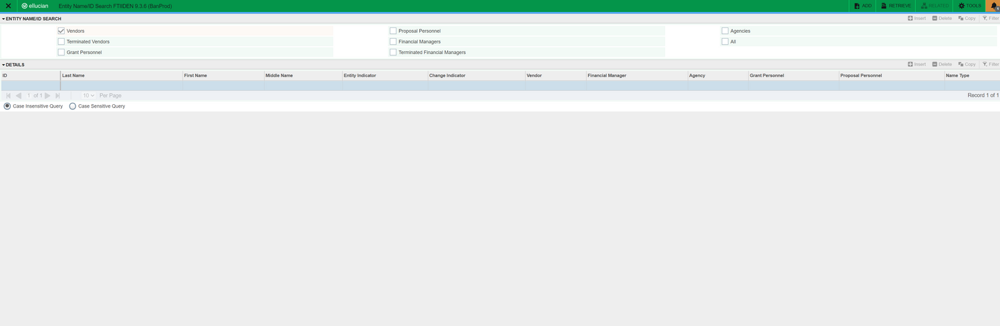 ellucian Entity Name/ID Search FTIIDEN 9.3.6 (BanProd) ADD RETRIEVE RELATED TOOLS 1
ENTITY NAME/ID SEARCH Insert Delete Copy Filter
Vendors Proposal Personnel Agencies
Terminated Vendors Financial Managers All
Grant Personnel Terminated Financial Managers
DETAILS Insert Delete Copy Filter
ID Last Name First Name Middle Name Entity Indicator Change Indicator Vendor Financial Manager Agency Grant Personnel Proposal Personnel Name Type
1 of 1 10 Per Page Record 1 of 1
Case Insensitive Query Case Sensitive Query